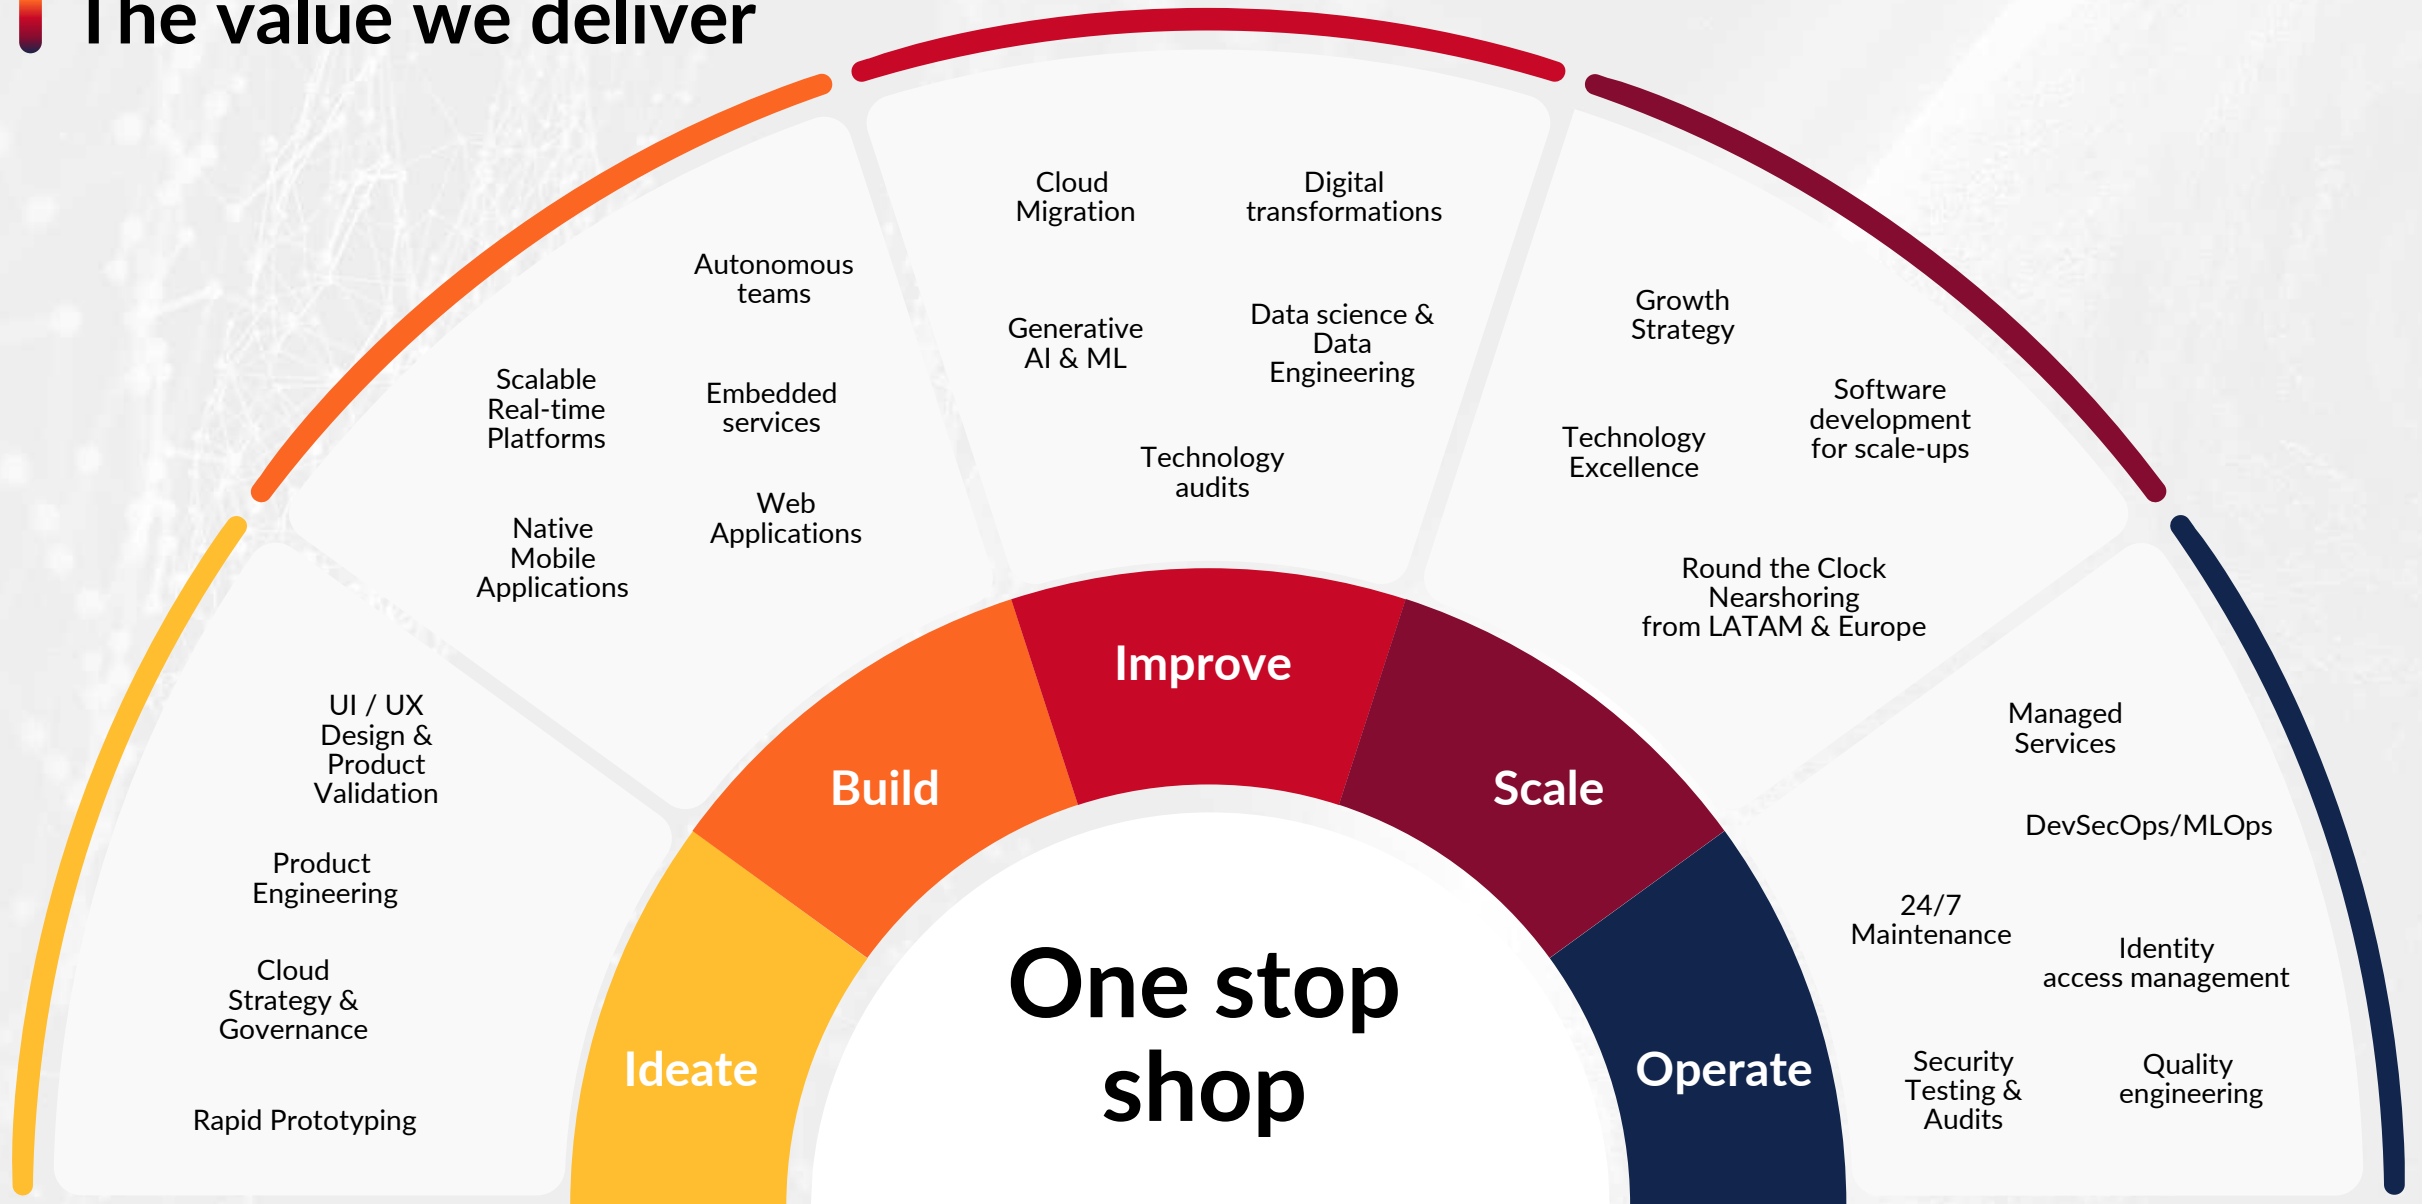 The value we deliver
Cloud
Migration
Digital
transformations
Generative
AI & ML
Data science &
Data
Engineering
Technology
audits
Autonomous
teams
Scalable
Real-time
Platforms
Embedded
services
Native
Mobile
Applications
Web
Applications
Growth
Strategy
Software
development
for scale-ups
Technology
Excellence
Round the Clock
Nearshoring
from LATAM & Europe
UI / UX
Design &
Product
Validation
Product
Engineering
Cloud
Strategy &
Governance
Rapid Prototyping
Managed
Services
DevSecOps/MLOps
24/7
Maintenance
Identity
access management
Security
Testing &
Audits
Quality
engineering
Ideate
Build
Improve
Scale
Operate
One stop
shop